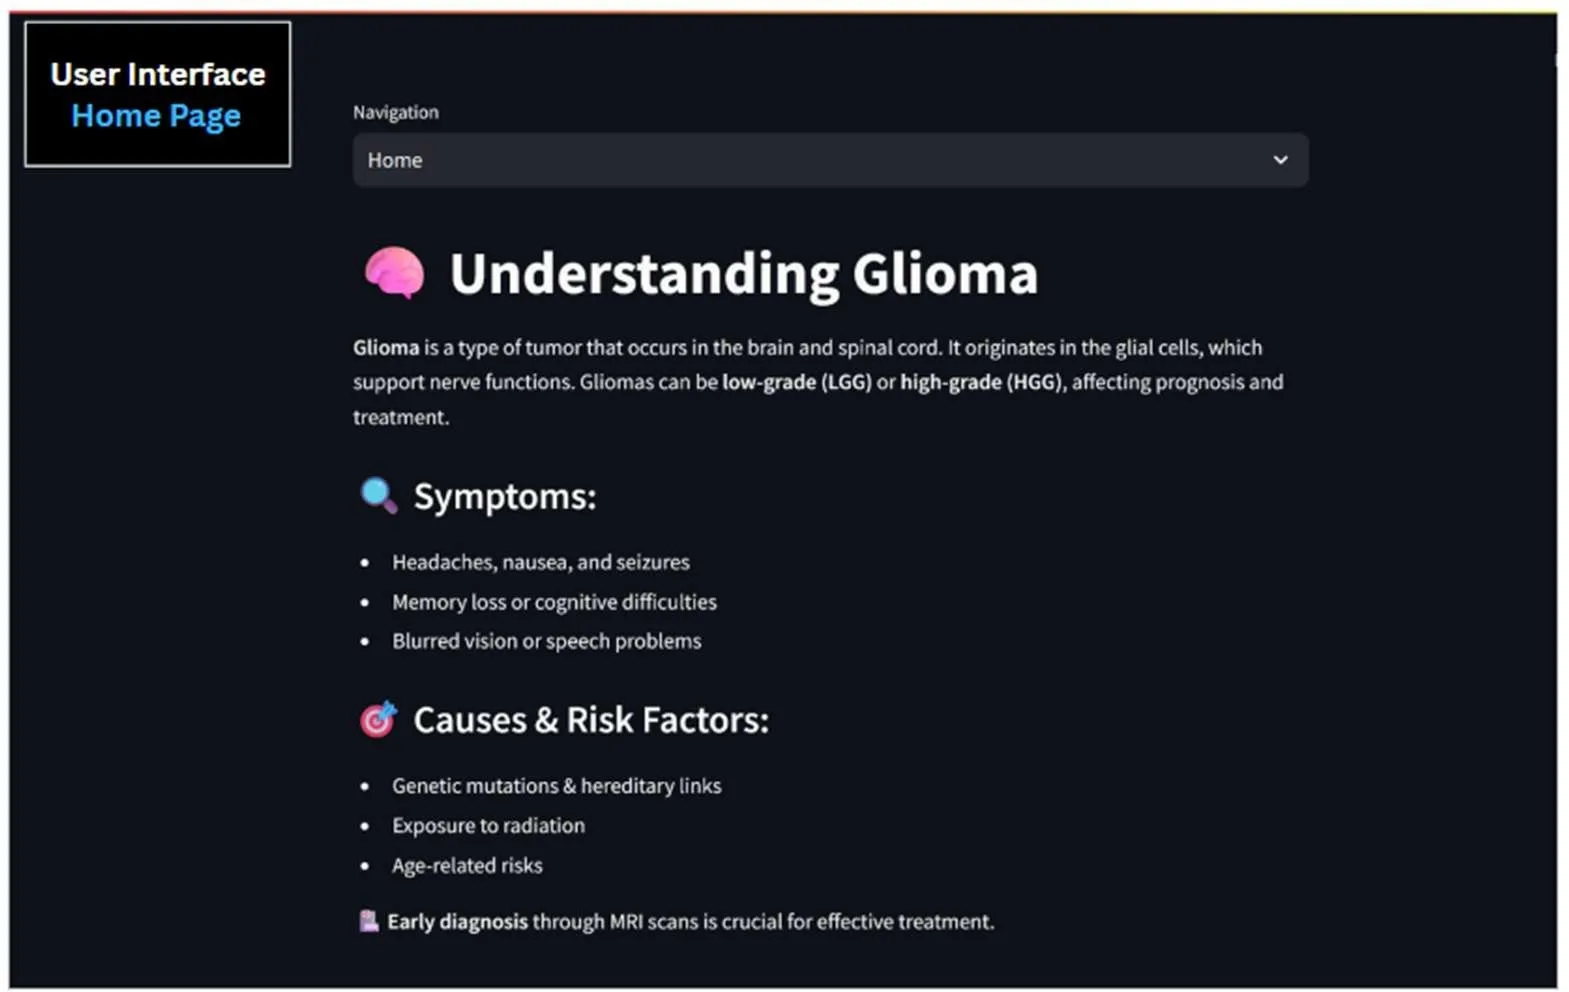 User Interface
Home Page
Navigation
Home
Understanding Glioma
Glioma is a type of tumor that occurs in the brain and spinal cord. It originates in the glial cells, which
support nerve functions. Gliomas can be low-grade (LGG) or high-grade (HGG), affecting prognosis and
treatment.
Symptoms:
• Headaches, nausea, and seizures
• Memory loss or cognitive difficulties
• Blurred vision or speech problems
Causes & Risk Factors:
• Genetic mutations & hereditary links
• Exposure to radiation
• Age-related risks
Early diagnosis through MRI scans is crucial for effective treatment.